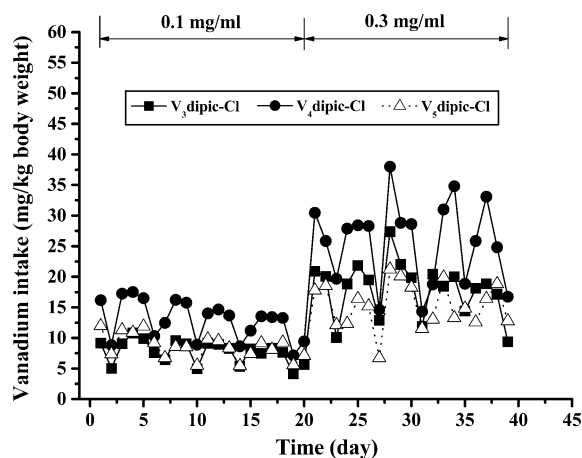 0.1 mg/ml 0.3 mg/ml
60
55
50
45
40
35
30
25
20
15
10
5
0
Vanadium intake (mg/kg body weight)
V₃dipic-Cl V₄dipic-Cl V₅dipic-Cl
0 5 10 15 20 25 30 35 40 45
Time (day)